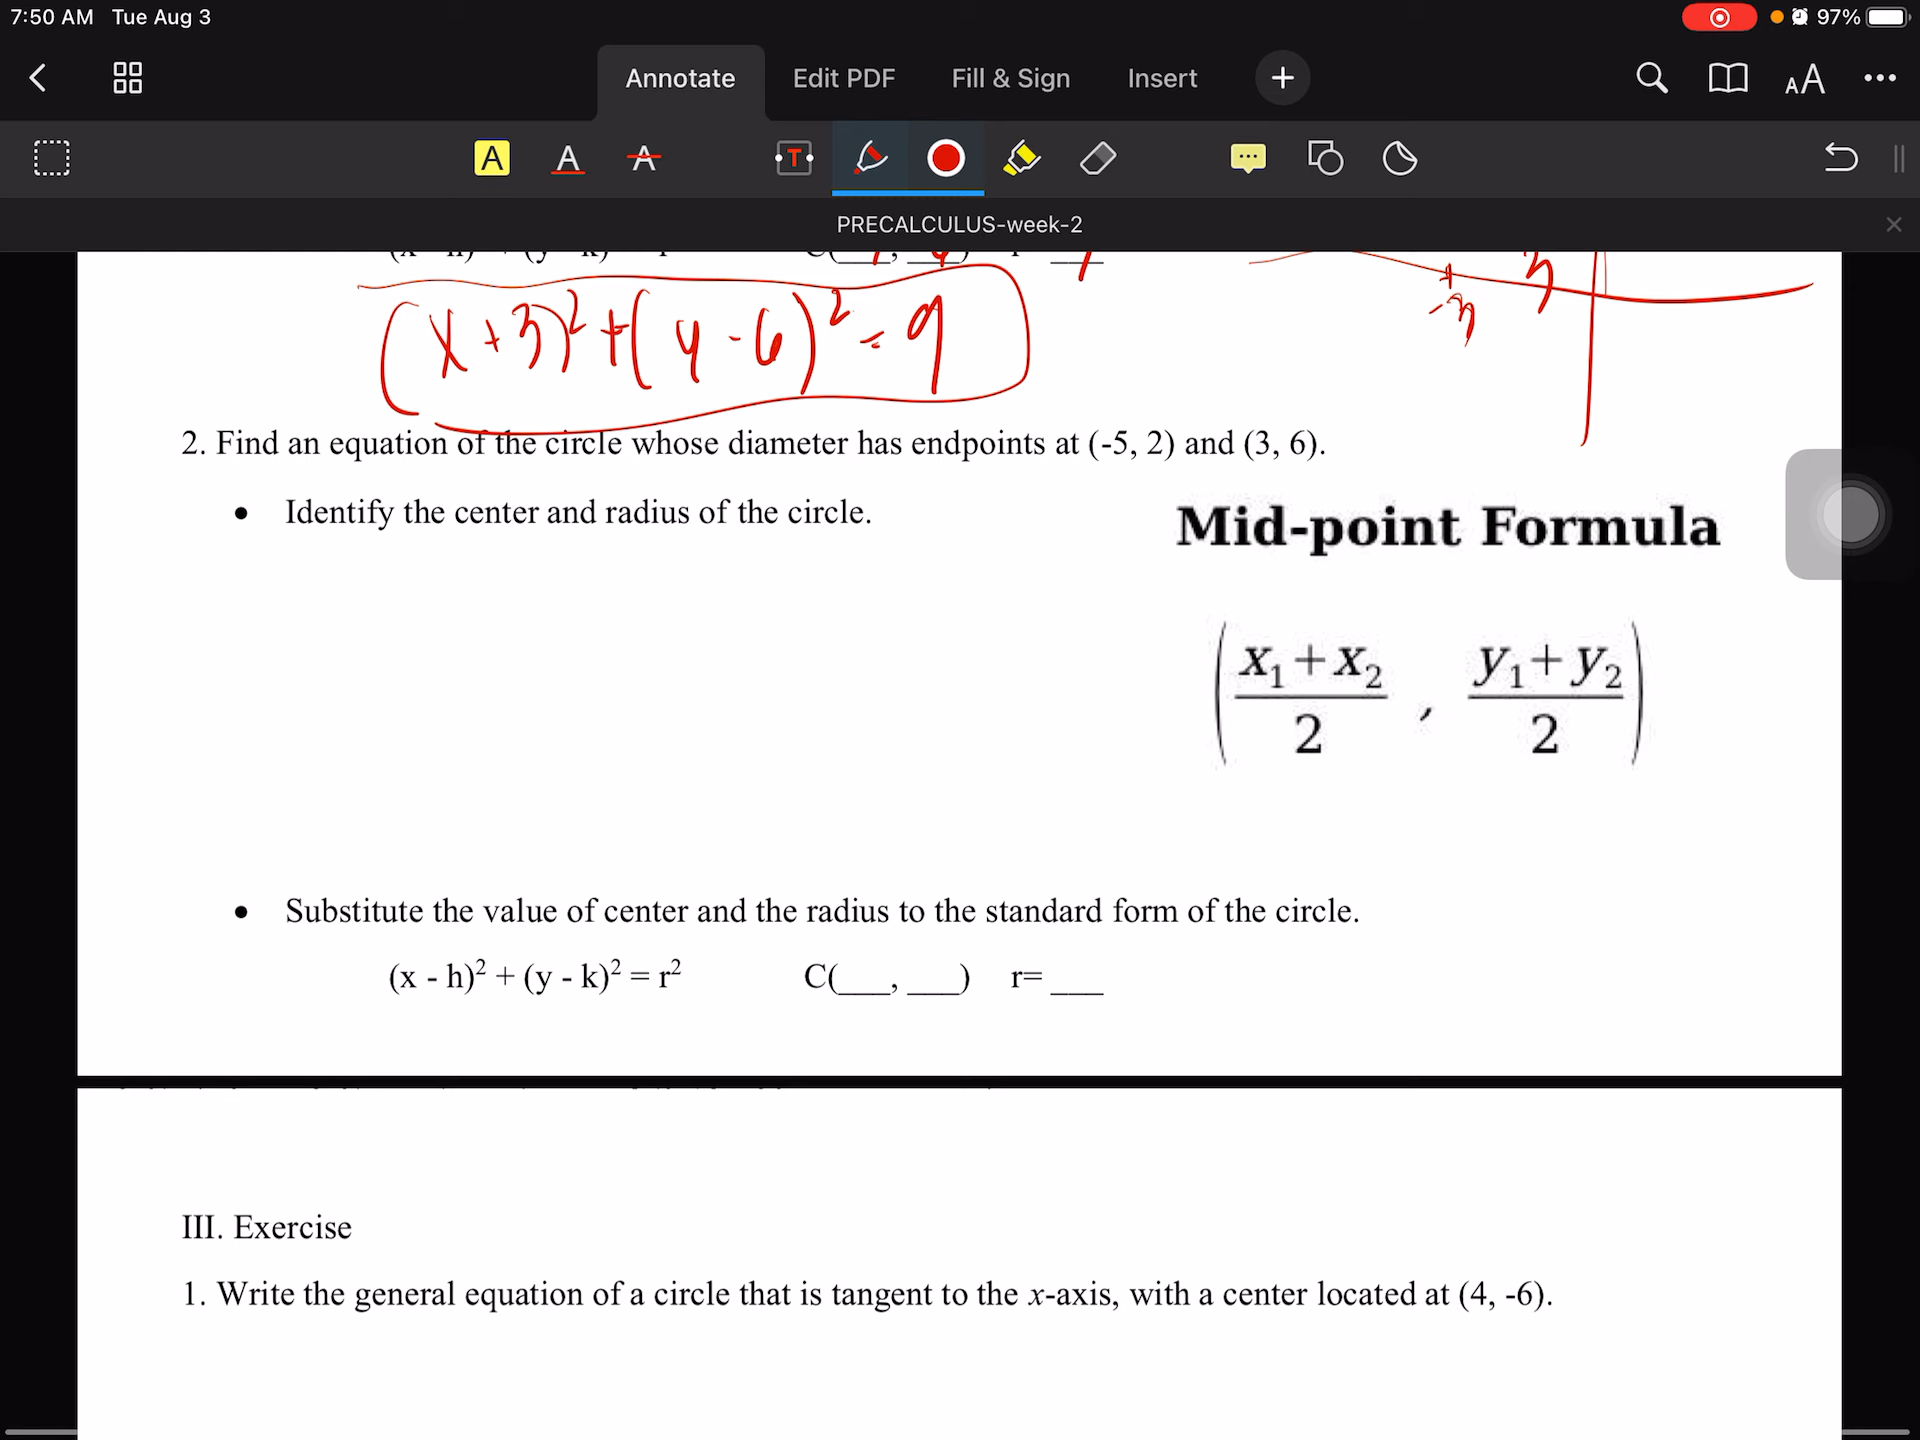 7:50 AM Tue Aug 3
97%
Annotate Edit PDF Fill & Sign Insert
AA
A A A T
PRECALCULUS-week-2
-3
(x+3)² + (y-6)² = 9
2. Find an equation of the circle whose diameter has endpoints at (-5, 2) and (3, 6).
• Identify the center and radius of the circle.
Mid-point Formula
(x₁+x₂/2 , y₁+y₂/2)
• Substitute the value of center and the radius to the standard form of the circle.
(x - h)² + (y - k)² = r² C(___, ___) r= ___
III. Exercise
1. Write the general equation of a circle that is tangent to the x-axis, with a center located at (4, -6).